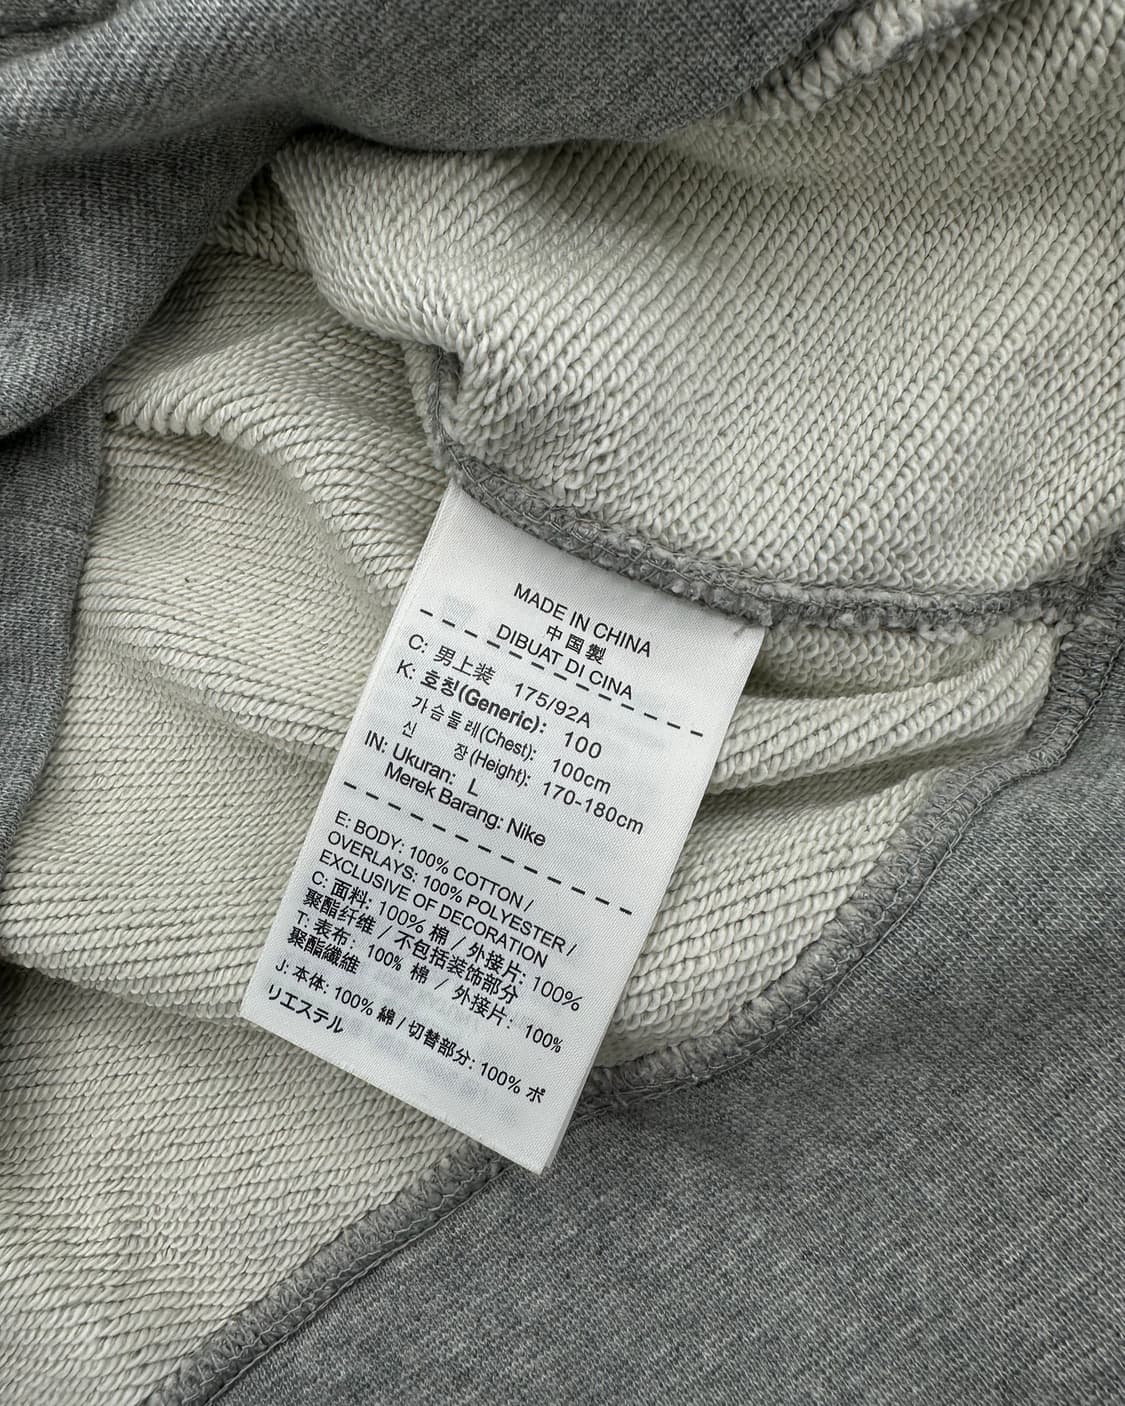 MADE IN CHINA
中国製
DIBUAT DI CINA
C: 男上装 175/92A
K: 호칭(Generic): 100
가슴둘레(Chest): 100cm
신 장(Height): 170-180cm
IN: Ukuran: L
Merek Barang: Nike
E: BODY: 100% COTTON /
OVERLAYS: 100% POLYESTER /
EXCLUSIVE OF DECORATION
C: 面料: 100% 棉 / 外接片: 100%
聚酯纤维 / 不包括装饰部分
T: 表布: 100% 棉 / 外接片: 100%
聚酯纖維
J: 本体: 100% 綿 / 切替部分: 100% ポ
リエステル